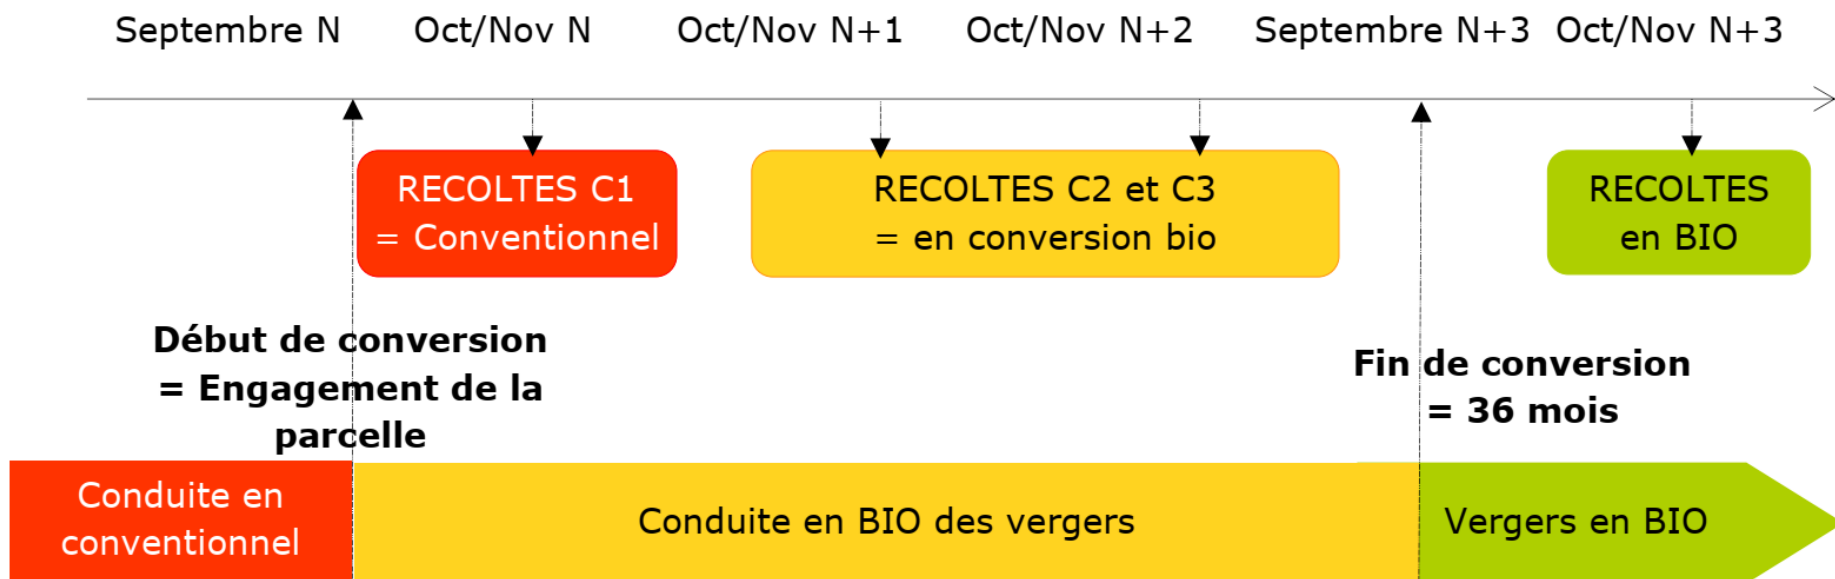 Septembre N
Oct/Nov N
Oct/Nov N+1
Oct/Nov N+2
Septembre N+3
Oct/Nov N+3
RECOLTES C1
= Conventionnel
RECOLTES C2 et C3
= en conversion bio
RECOLTES
en BIO
Début de conversion
= Engagement de la
parcelle
Fin de conversion
= 36 mois
Conduite en
conventionnel
Conduite en BIO des vergers
Vergers en BIO